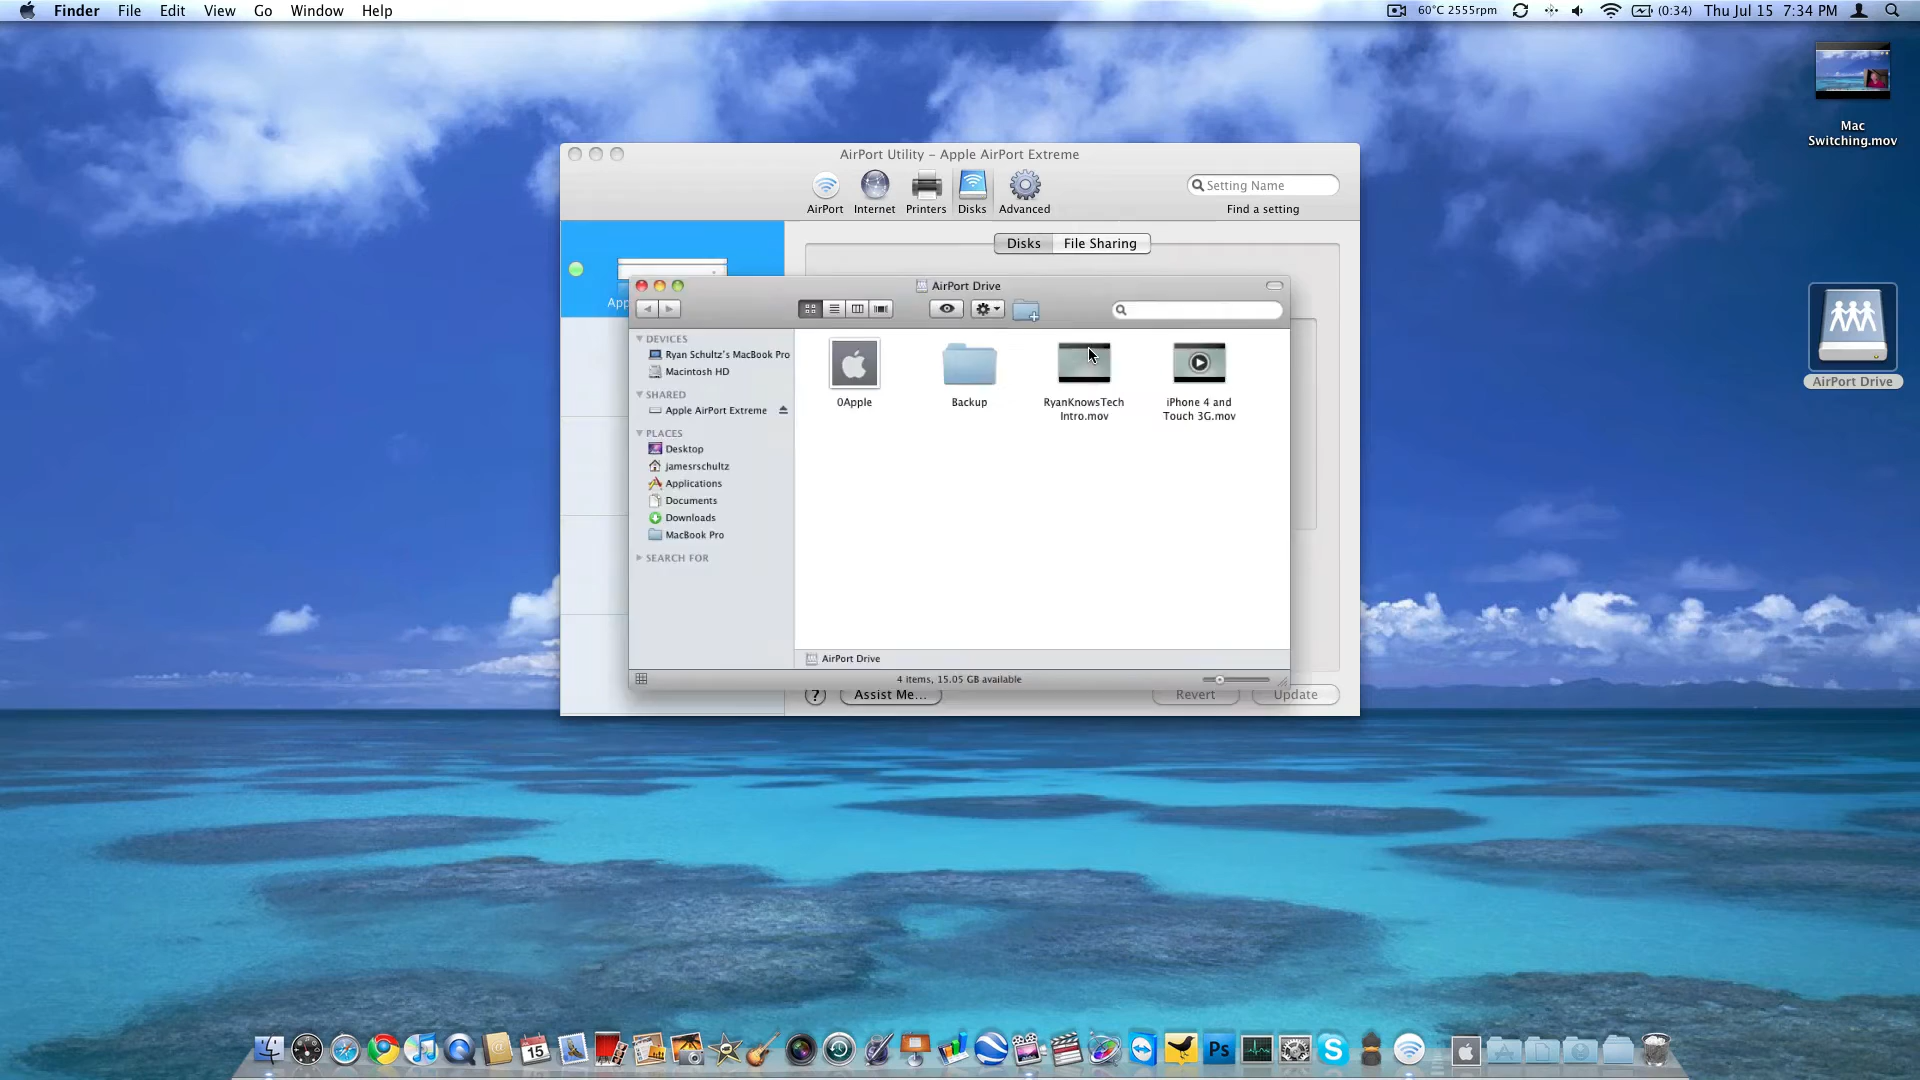 Finder File Edit View Go Window Help
60°C 2555rpm (0:34) Thu Jul 15 7:34 PM
Mac
Switching.mov
AirPort Utility – Apple AirPort Extreme
AirPort Internet Printers Disks Advanced
Setting Name
Find a setting
Disks File Sharing
App
AirPort Drive
DEVICES
Ryan Schultz's MacBook Pro
Macintosh HD
SHARED
Apple AirPort Extreme
PLACES
Desktop
jamesrschultz
Applications
Documents
Downloads
MacBook Pro
SEARCH FOR
0Apple
Backup
RyanKnowsTech
Intro.mov
iPhone 4 and
Touch 3G.mov
AirPort Drive
4 items, 15.05 GB available
? Assist Me... Revert Update
AirPort Drive
15
Ps